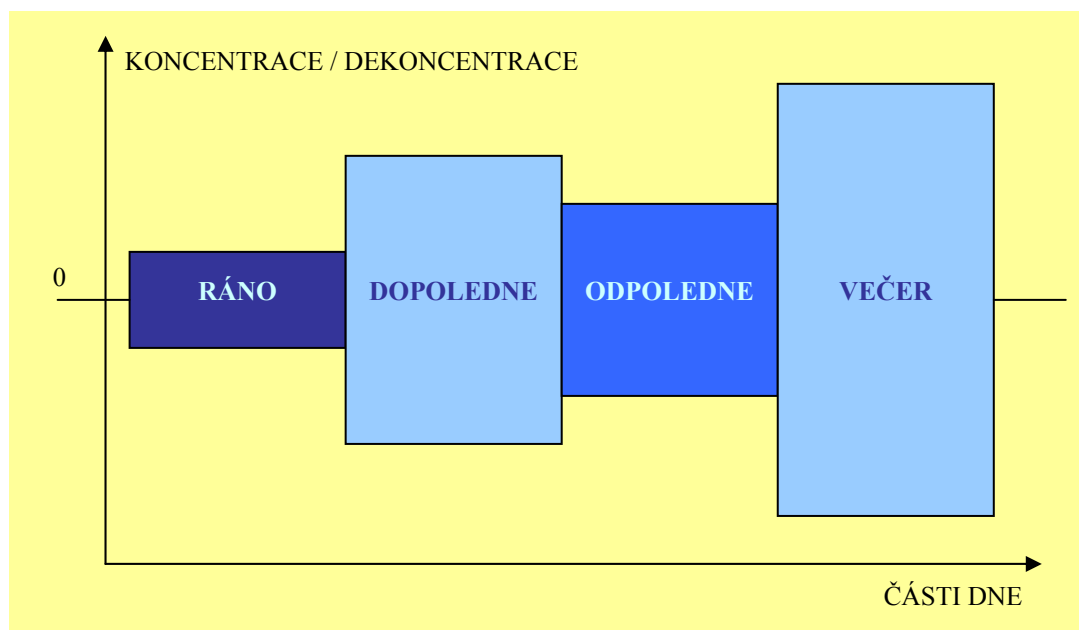 KONCENTRACE / DEKONCENTRACE
0
RÁNO
DOPOLEDNE
ODPOLEDNE
VEČER
ČÁSTI DNE